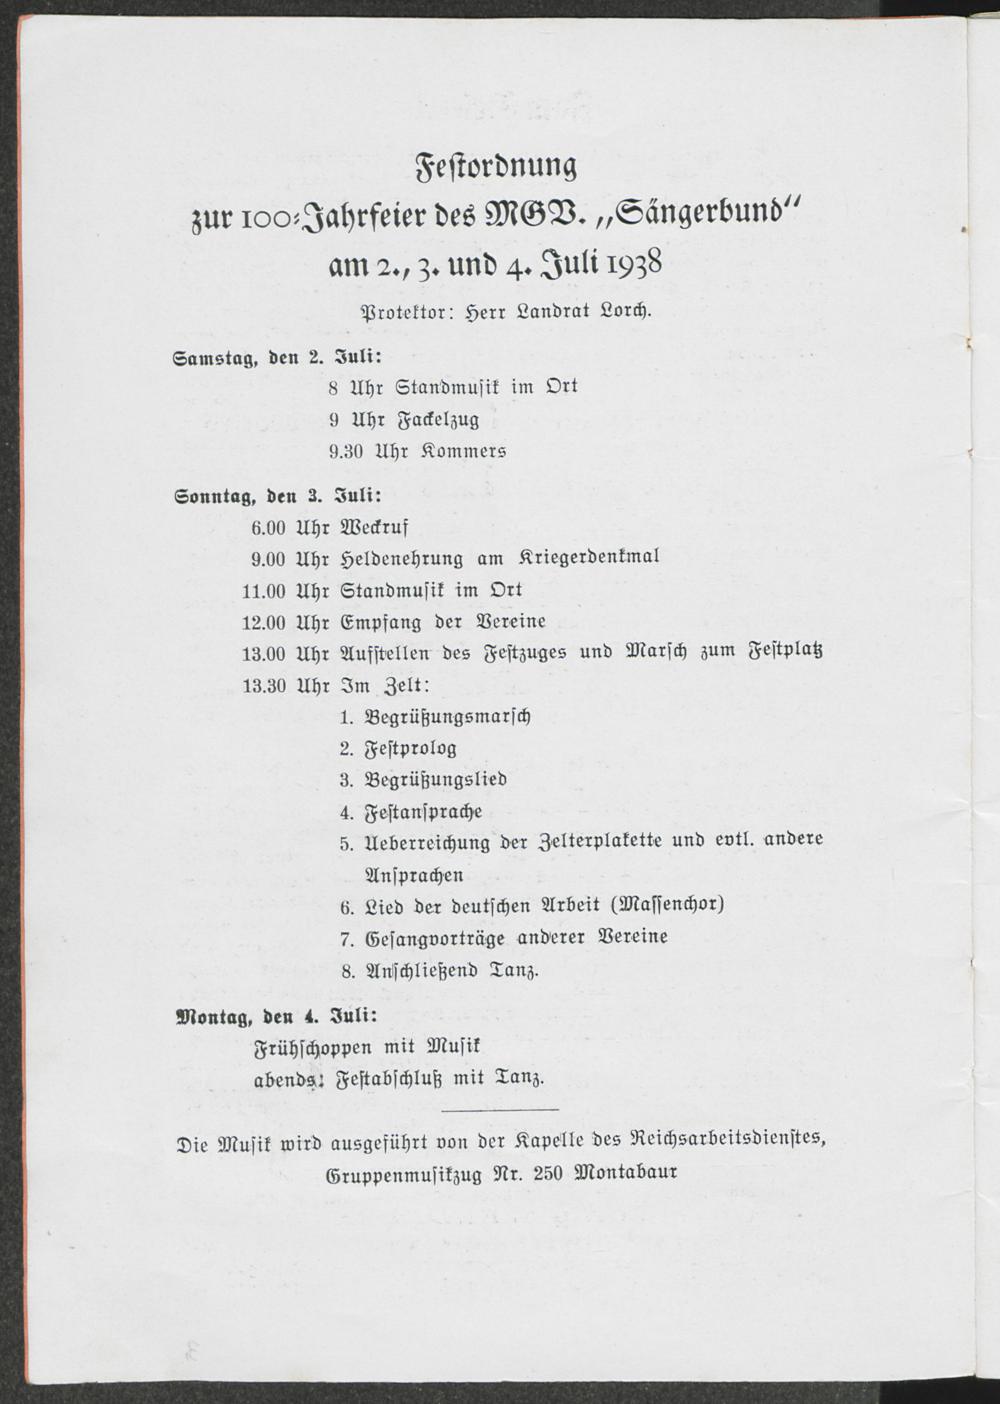 Festordnung
zur 100-Jahrfeier des MGV. „Sängerbund“
am 2., 3. und 4. Juli 1938
Protektor: Herr Landrat Lorch.
Samstag, den 2. Juli:
8 Uhr Standmusik im Ort
9 Uhr Fackelzug
9.30 Uhr Kommers
Sonntag, den 3. Juli:
6.00 Uhr Weckruf
9.00 Uhr Heldenehrung am Kriegerdenkmal
11.00 Uhr Standmusik im Ort
12.00 Uhr Empfang der Vereine
13.00 Uhr Aufstellen des Festzuges und Marsch zum Festplatz
13.30 Uhr Im Zelt:
1. Begrüßungsmarsch
2. Festprolog
3. Begrüßungslied
4. Festansprache
5. Ueberreichung der Zelterplakette und evtl. andere
Ansprachen
6. Lied der deutschen Arbeit (Massenchor)
7. Gesangvorträge anderer Vereine
8. Anschließend Tanz.
Montag, den 4. Juli:
Frühschoppen mit Musik
abends: Festabschluß mit Tanz.
Die Musik wird ausgeführt von der Kapelle des Reichsarbeitsdienstes,
Gruppenmusikzug Nr. 250 Montabaur